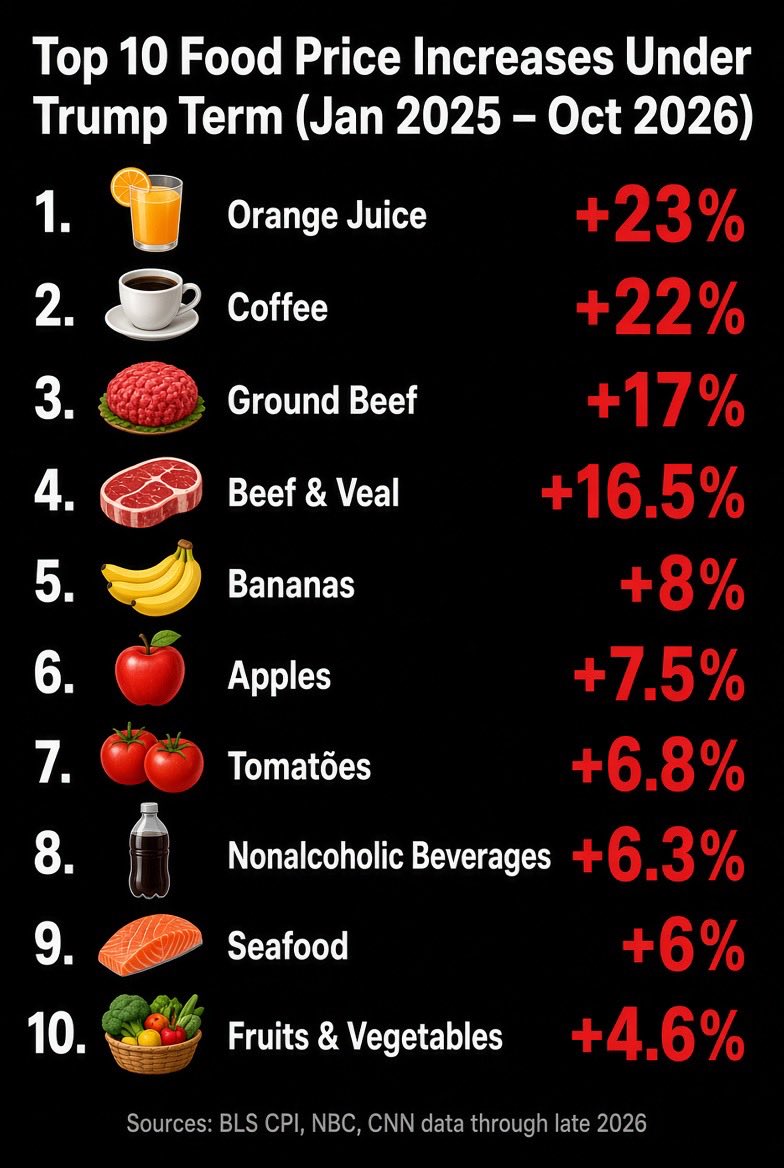 Top 10 Food Price Increases Under
Trump Term (Jan 2025 – Oct 2026)
1. Orange Juice +23%
2. Coffee +22%
3. Ground Beef +17%
4. Beef & Veal +16.5%
5. Bananas +8%
6. Apples +7.5%
7. Tomatões +6.8%
8. Nonalcoholic Beverages +6.3%
9. Seafood +6%
10. Fruits & Vegetables +4.6%
Sources: BLS CPI, NBC, CNN data through late 2026